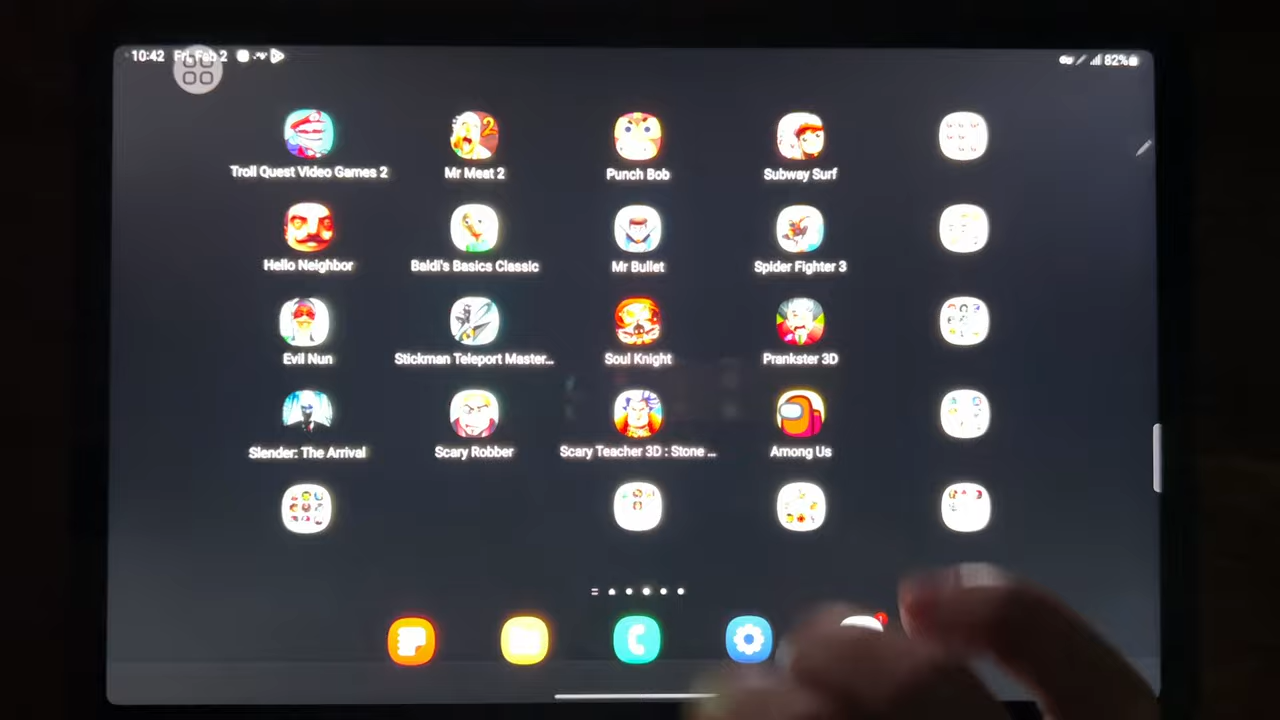 10:42 Fri, Feb 2
82%
Troll Quest Video Games 2
Mr Meat 2
Punch Bob
Subway Surf
Hello Neighbor
Baldi's Basics Classic
Mr Bullet
Spider Fighter 3
Evil Nun
Stickman Teleport Master...
Soul Knight
Prankster 3D
Slender: The Arrival
Scary Robber
Scary Teacher 3D : Stone ...
Among Us